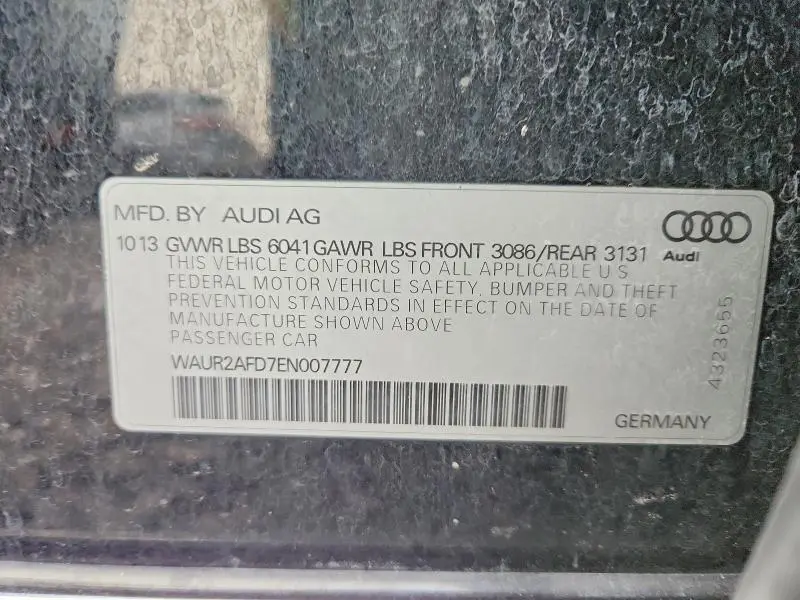 MFD. BY AUDI AG
1013 GVWR LBS 6041 GAWR LBS FRONT 3086/REAR 3131
Audi
THIS VEHICLE CONFORMS TO ALL APPLICABLE U S
FEDERAL MOTOR VEHICLE SAFETY, BUMPER AND THEFT
PREVENTION STANDARDS IN EFFECT ON THE DATE OF
MANUFACTURE SHOWN ABOVE
PASSENGER CAR
4323655
WAUR2AFD7EN007777
GERMANY